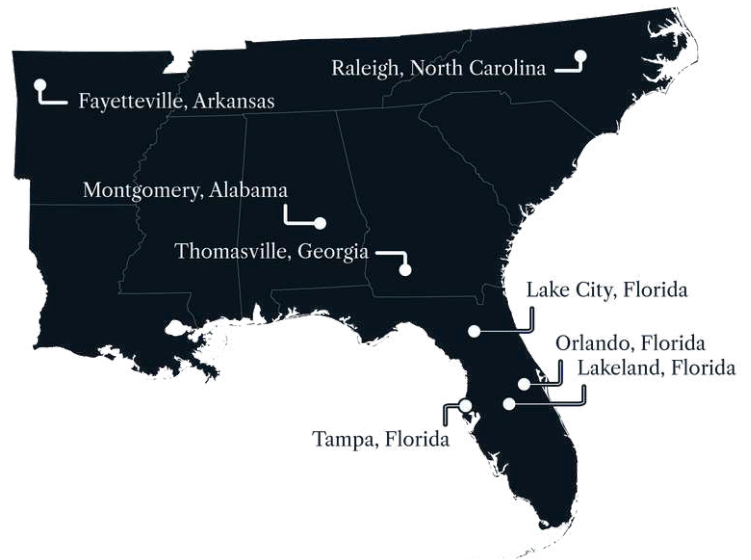 Raleigh, North Carolina
Fayetteville, Arkansas
Montgomery, Alabama
Thomasville, Georgia
Lake City, Florida
Orlando, Florida
Lakeland, Florida
Tampa, Florida